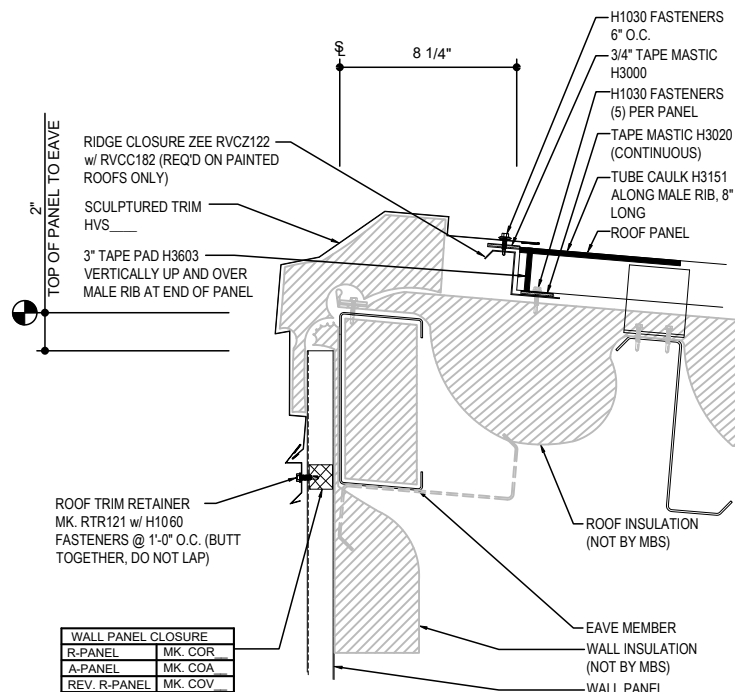 H1030 FASTENERS
6" O.C.
3/4" TAPE MASTIC
H3000
H1030 FASTENERS
(5) PER PANEL
TAPE MASTIC H3020
(CONTINUOUS)
TUBE CAULK H3151
ALONG MALE RIB, 8"
LONG
ROOF PANEL
SL
8 1/4"
RIDGE CLOSURE ZEE RVCZ122
w/ RVCC182 (REQ'D ON PAINTED
ROOFS ONLY)
SCULPTURED TRIM
HVS____
3" TAPE PAD H3603
VERTICALLY UP AND OVER
MALE RIB AT END OF PANEL
2"
TOP OF PANEL TO EAVE
ROOF TRIM RETAINER
MK. RTR121 w/ H1060
FASTENERS @ 1'-0" O.C. (BUTT
TOGETHER, DO NOT LAP)
ROOF INSULATION
(NOT BY MBS)
EAVE MEMBER
WALL INSULATION
(NOT BY MBS)
WALL PANEL
WALL PANEL CLOSURE
R-PANEL MK. COR__
A-PANEL MK. COA__
REV. R-PANEL MK. COV__